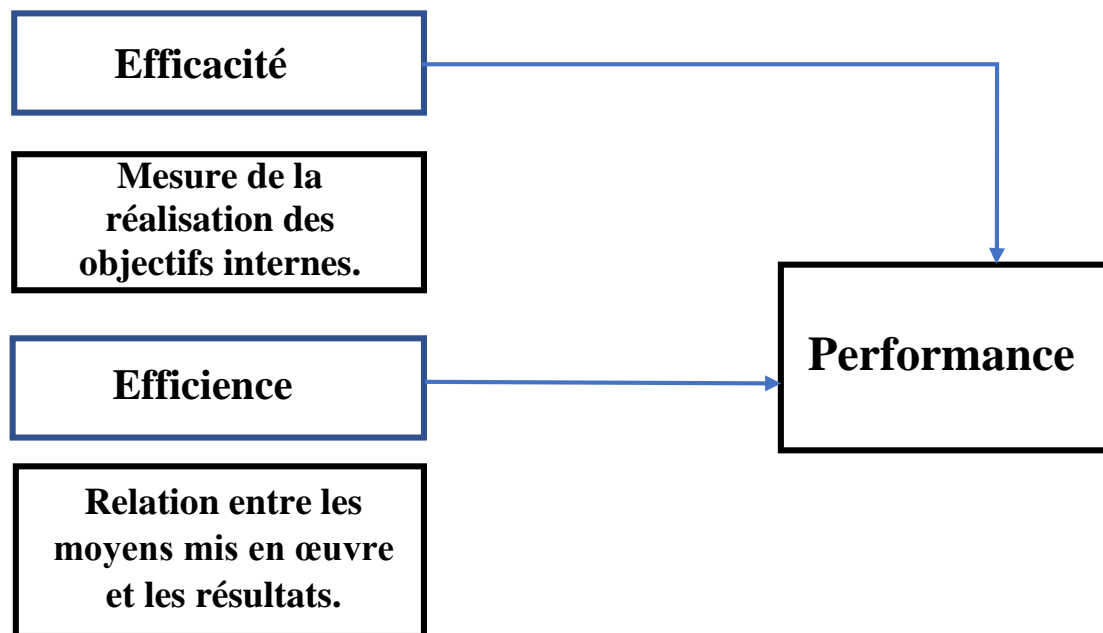 Efficacité
Mesure de la
réalisation des
objectifs internes.
Performance
Efficience
Relation entre les
moyens mis en œuvre
et les résultats.